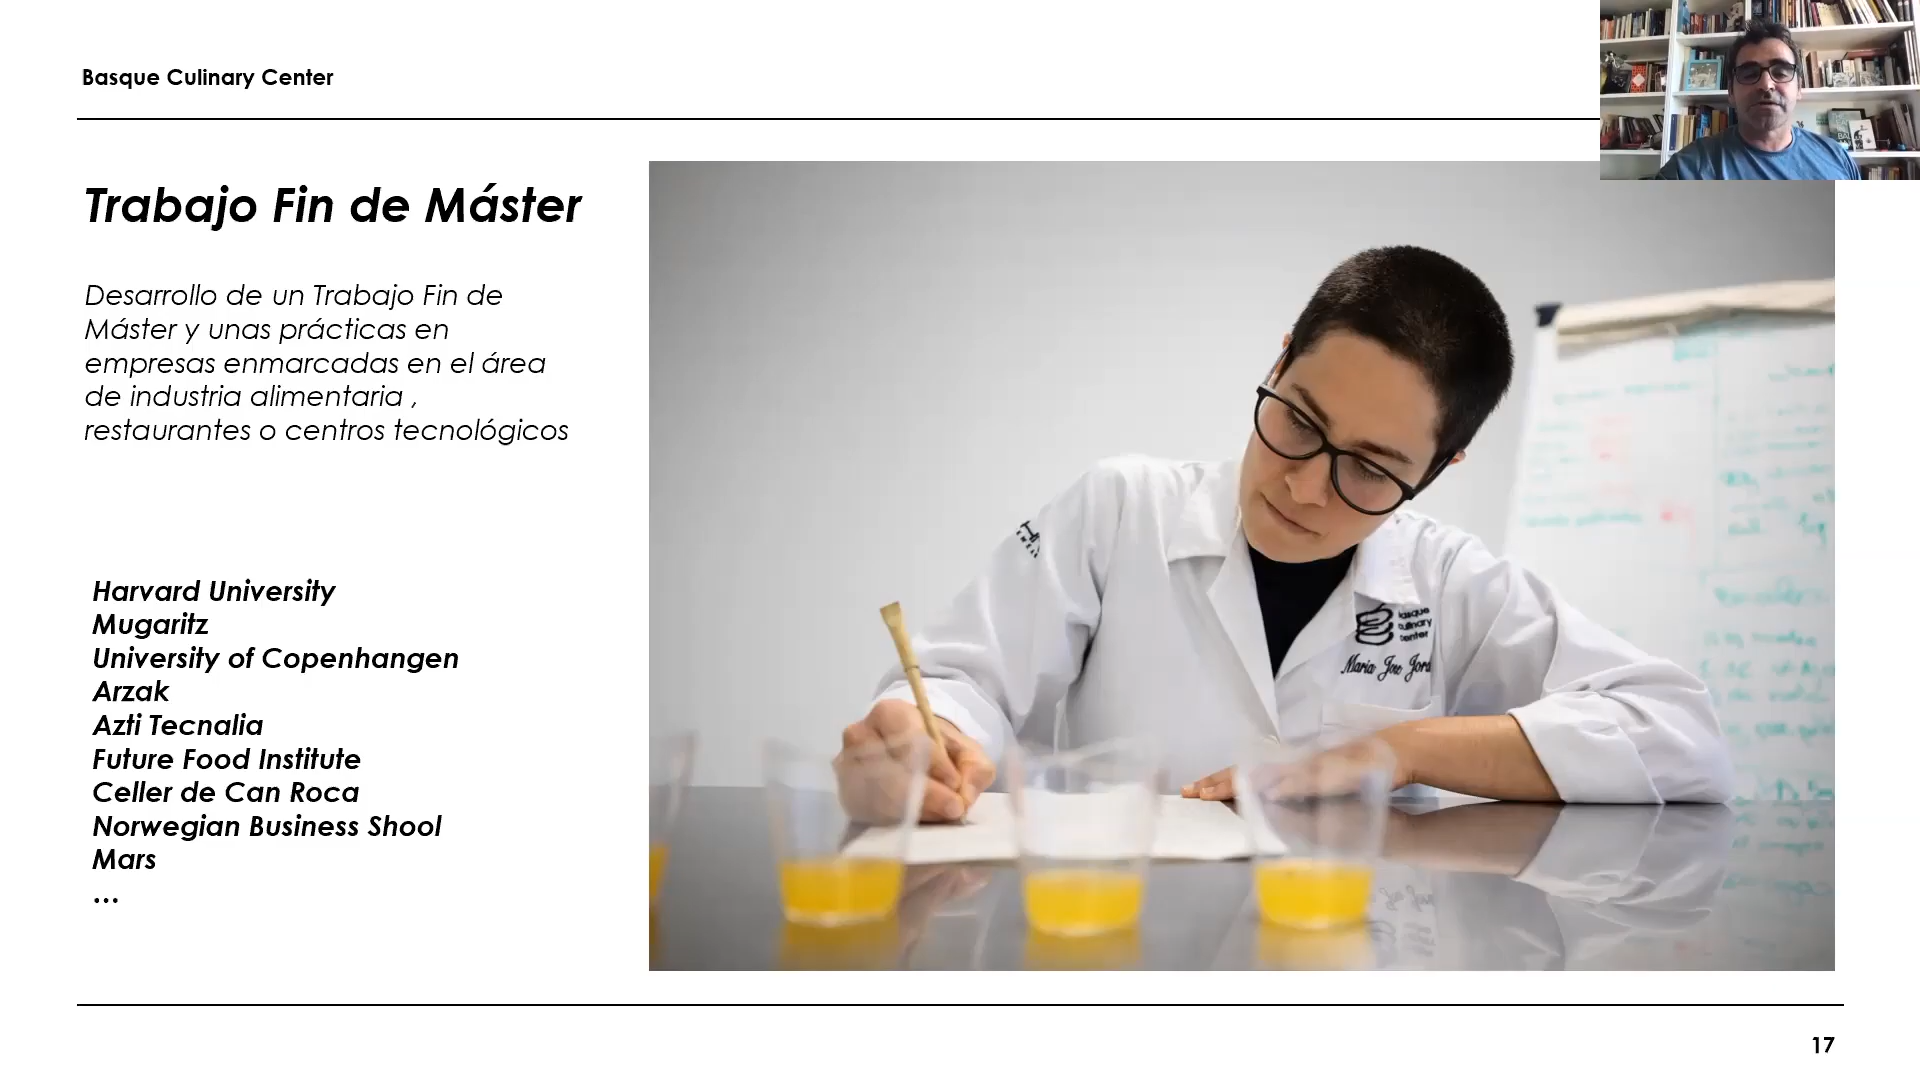 Basque Culinary Center
Trabajo Fin de Máster
Desarrollo de un Trabajo Fin de
Máster y unas prácticas en
empresas enmarcadas en el área
de industria alimentaria ,
restaurantes o centros tecnológicos
Harvard University
Mugaritz
University of Copenhangen
Arzak
Azti Tecnalia
Future Food Institute
Celler de Can Roca
Norwegian Business Shool
Mars
...
basque
culinary
center
Maria Jose
17